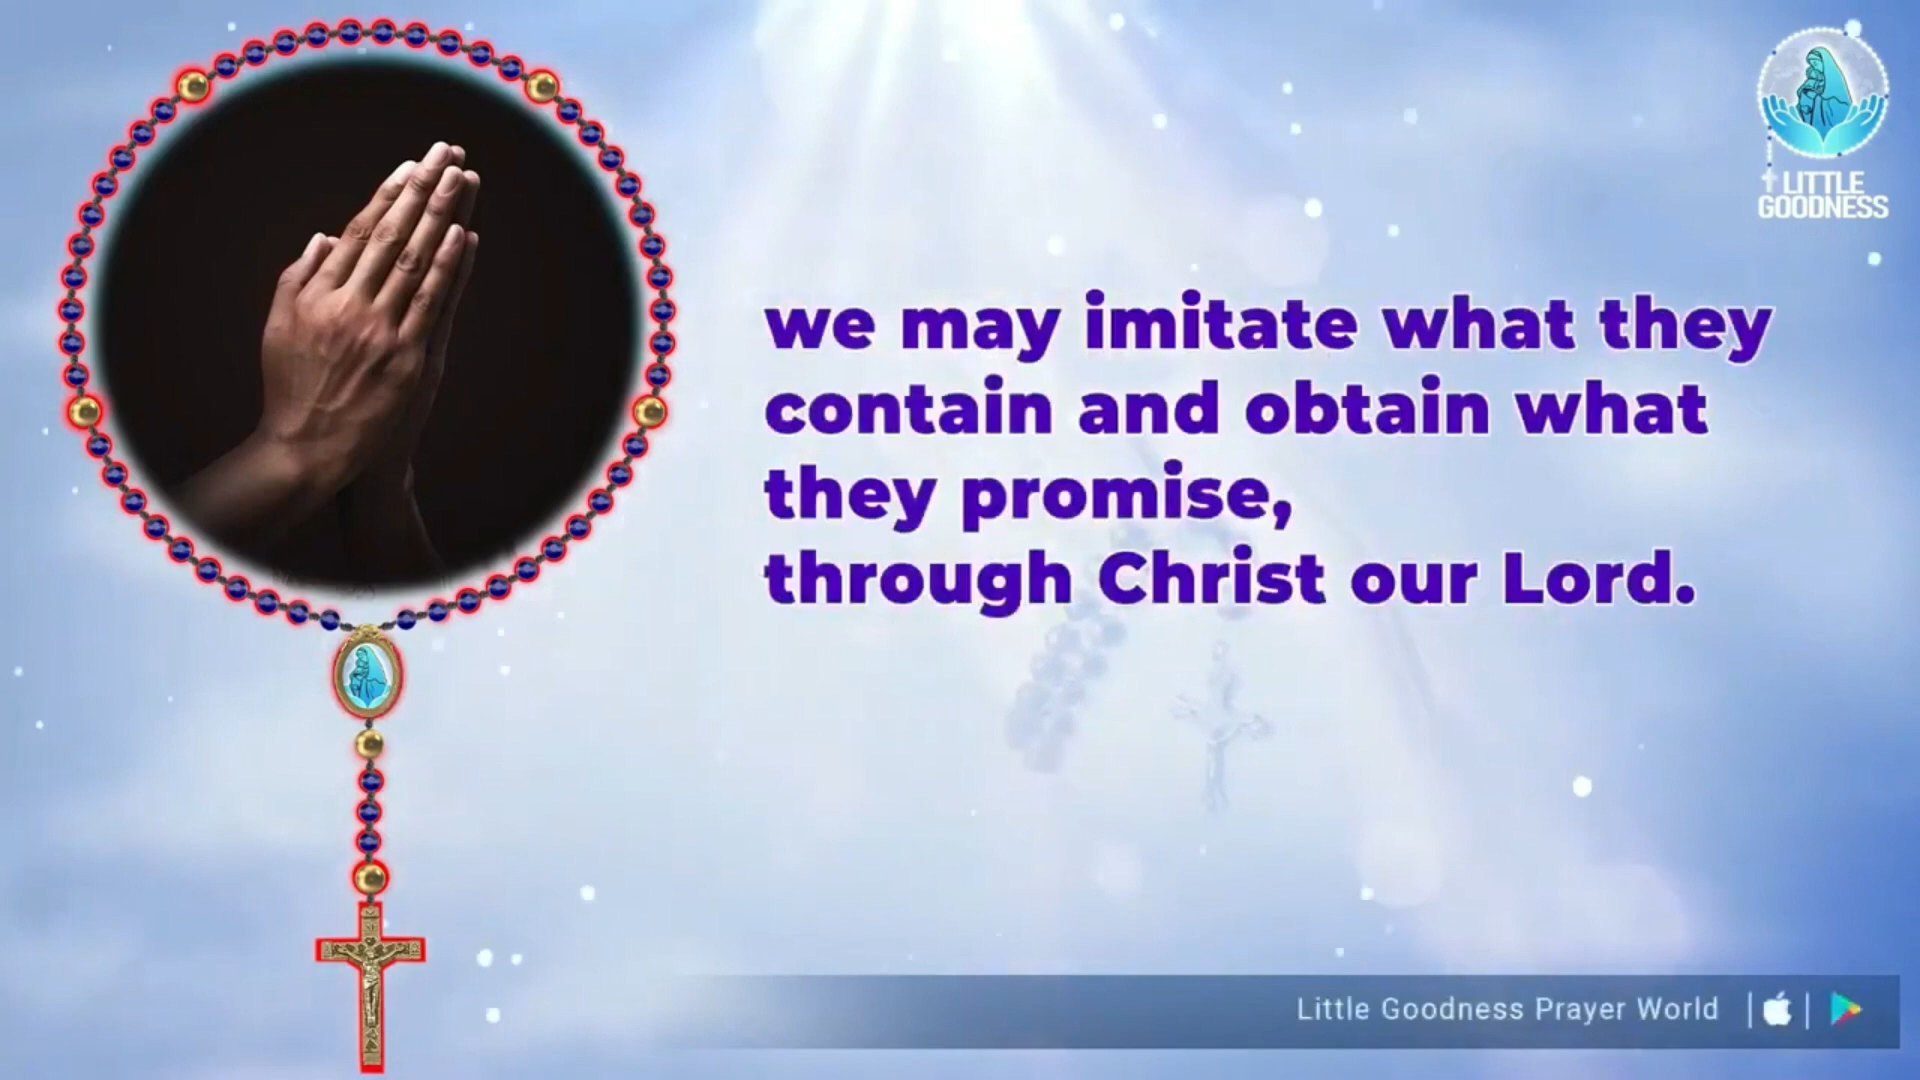 LITTLE
GOODNESS
we may imitate what they
contain and obtain what
they promise,
through Christ our Lord.
Little Goodness Prayer World